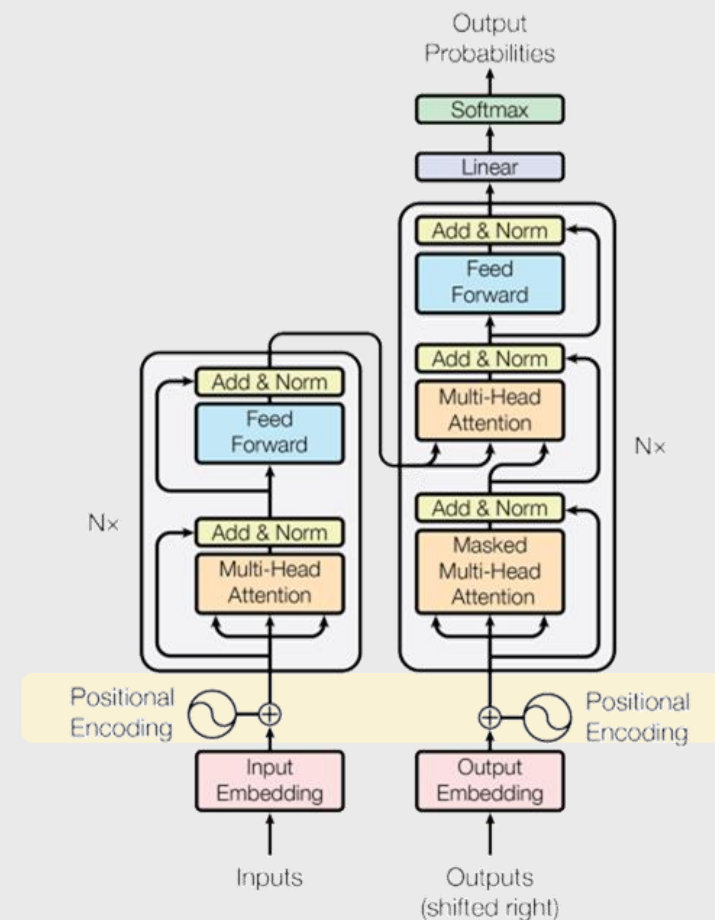 Output
Probabilities
Softmax
Linear
Add & Norm
Feed
Forward
Add & Norm
Multi-Head
Attention
Nx
Add & Norm
Masked
Multi-Head
Attention
Add & Norm
Feed
Forward
Nx
Add & Norm
Multi-Head
Attention
Positional
Encoding
Positional
Encoding
Input
Embedding
Output
Embedding
Inputs
Outputs
(shifted right)